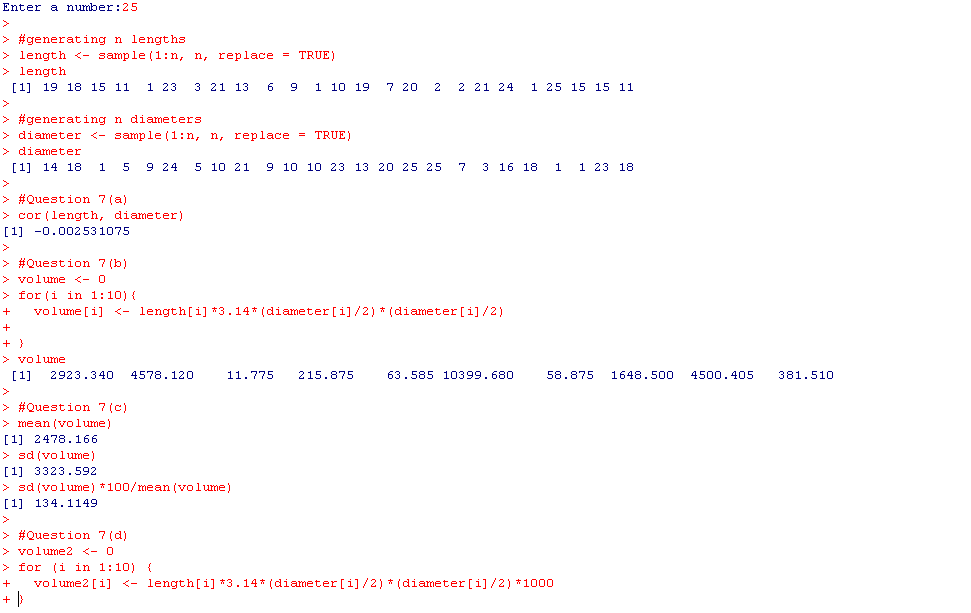 Enter a number:25
>
> #generating n lengths
> length <- sample(1:n, n, replace = TRUE)
> length
 [1] 19 18 15 11  1 23  3 21 13  6  9  1 10 19  7 20  2  2 21 24  1 25 15 15 11
>
> #generating n diameters
> diameter <- sample(1:n, n, replace = TRUE)
> diameter
 [1] 14 18  1  5  9 24  5 10 21  9 10 10 23 13 20 25 25  7  3 16 18  1  1 23 18
>
> #Question 7(a)
> cor(length, diameter)
[1] -0.002531075
>
> #Question 7(b)
> volume <- 0
> for(i in 1:10){
+   volume[i] <- length[i]*3.14*(diameter[i]/2)*(diameter[i]/2)
+
+ }
> volume
 [1]  2923.340  4578.120    11.775   215.875    63.585 10399.680    58.875  1648.500  4500.405   381.510
>
> #Question 7(c)
> mean(volume)
[1] 2478.166
> sd(volume)
[1] 3323.592
> sd(volume)*100/mean(volume)
[1] 134.1149
>
> #Question 7(d)
> volume2 <- 0
> for (i in 1:10) {
+   volume2[i] <- length[i]*3.14*(diameter[i]/2)*(diameter[i]/2)*1000
+ }